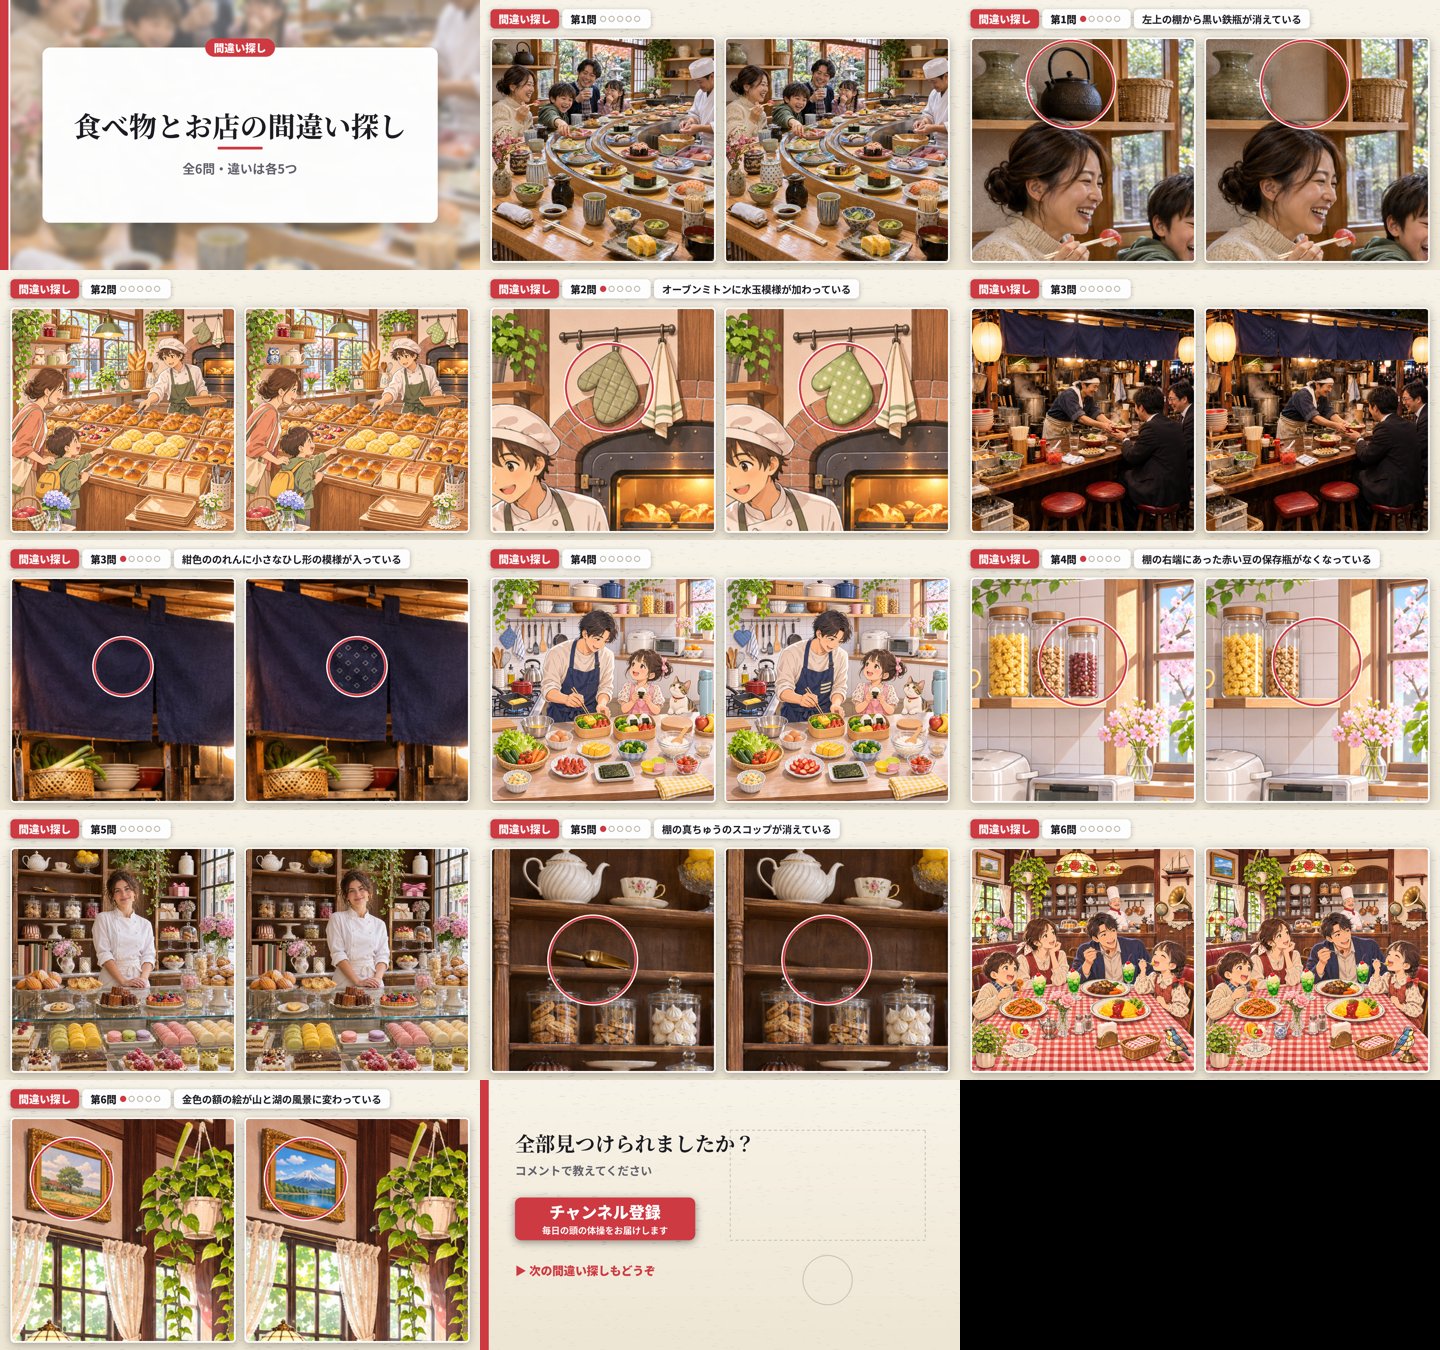 間違い探し
食べ物とお店の間違い探し
全6問・違いは各5つ
間違い探し 第1問
間違い探し 第1問 左上の棚から黒い鉄瓶が消えている
間違い探し 第2問
間違い探し 第2問 オーブンミトンに水玉模様が加わっている
間違い探し 第3問
間違い探し 第3問 紺色ののれんに小さなひし形の模様が入っている
間違い探し 第4問
間違い探し 第4問 棚の右端にあった赤い豆の保存瓶がなくなっている
間違い探し 第5問
間違い探し 第5問 棚の真ちゅうのスコップが消えている
間違い探し 第6問
間違い探し 第6問 金色の額の絵が山と湖の風景に変わっている
全部見つけられましたか？
コメントで教えてください
チャンネル登録
毎日の頭の体操をお届けします
▶ 次の間違い探しもどうぞ